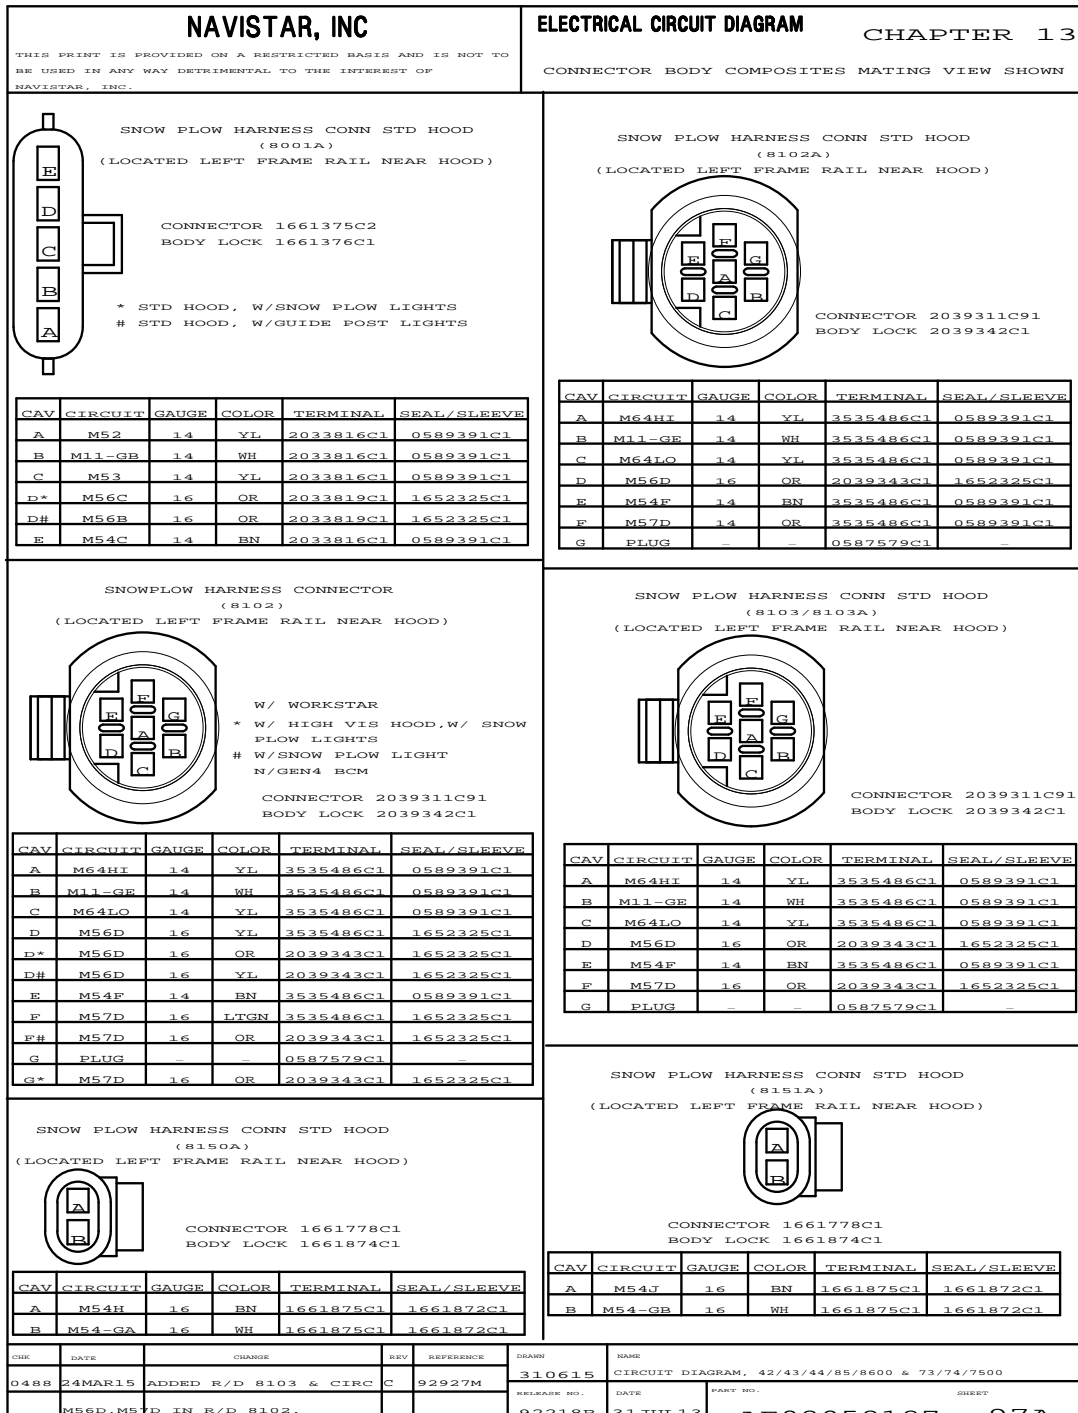 NAVISTAR, INC
THIS PRINT IS PROVIDED ON A RESTRICTED BASIS AND IS NOT TO
BE USED IN ANY WAY DETRIMENTAL TO THE INTEREST OF
NAVISTAR, INC.
ELECTRICAL CIRCUIT DIAGRAM
CHAPTER 13
CONNECTOR BODY COMPOSITES MATING VIEW SHOWN
SNOW PLOW HARNESS CONN STD HOOD
(8001A)
(LOCATED LEFT FRAME RAIL NEAR HOOD)
E
D
C
B
A
CONNECTOR 1661375C2
BODY LOCK 1661376C1
* STD HOOD, W/SNOW PLOW LIGHTS
# STD HOOD, W/GUIDE POST LIGHTS
CAV CIRCUIT GAUGE COLOR TERMINAL SEAL/SLEEVE
A M52 14 YL 2033816C1 0589391C1
B M11-GB 14 WH 2033816C1 0589391C1
C M53 14 YL 2033816C1 0589391C1
D* M56C 16 OR 2033819C1 1652325C1
D# M56B 16 OR 2033819C1 1652325C1
E M54C 14 BN 2033816C1 0589391C1
SNOW PLOW HARNESS CONN STD HOOD
(8102A)
(LOCATED LEFT FRAME RAIL NEAR HOOD)
F
E G
A
D B
C
CONNECTOR 2039311C91
BODY LOCK 2039342C1
CAV CIRCUIT GAUGE COLOR TERMINAL SEAL/SLEEVE
A M64HI 14 YL 3535486C1 0589391C1
B M11-GE 14 WH 3535486C1 0589391C1
C M64LO 14 YL 3535486C1 0589391C1
D M56D 16 OR 2039343C1 1652325C1
E M54F 14 BN 3535486C1 0589391C1
F M57D 14 OR 3535486C1 0589391C1
G PLUG - - 0587579C1 -
SNOWPLOW HARNESS CONNECTOR
(8102)
(LOCATED LEFT FRAME RAIL NEAR HOOD)
F
E G
A
D B
C
W/ WORKSTAR
* W/ HIGH VIS HOOD,W/ SNOW
PLOW LIGHTS
# W/SNOW PLOW LIGHT
N/GEN4 BCM
CONNECTOR 2039311C91
BODY LOCK 2039342C1
CAV CIRCUIT GAUGE COLOR TERMINAL SEAL/SLEEVE
A M64HI 14 YL 3535486C1 0589391C1
B M11-GE 14 WH 3535486C1 0589391C1
C M64LO 14 YL 3535486C1 0589391C1
D M56D 16 YL 3535486C1 1652325C1
D* M56D 16 OR 2039343C1 1652325C1
D# M56D 16 YL 2039343C1 1652325C1
E M54F 14 BN 3535486C1 0589391C1
F M57D 16 LTGN 3535486C1 1652325C1
F# M57D 16 OR 2039343C1 1652325C1
G PLUG - - 0587579C1 -
G* M57D 16 OR 2039343C1 1652325C1
SNOW PLOW HARNESS CONN STD HOOD
(8103/8103A)
(LOCATED LEFT FRAME RAIL NEAR HOOD)
F
E G
A
D B
C
CONNECTOR 2039311C91
BODY LOCK 2039342C1
CAV CIRCUIT GAUGE COLOR TERMINAL SEAL/SLEEVE
A M64HI 14 YL 3535486C1 0589391C1
B M11-GE 14 WH 3535486C1 0589391C1
C M64LO 14 YL 3535486C1 0589391C1
D M56D 16 OR 2039343C1 1652325C1
E M54F 14 BN 3535486C1 0589391C1
F M57D 16 OR 2039343C1 1652325C1
G PLUG - - 0587579C1 -
SNOW PLOW HARNESS CONN STD HOOD
(8150A)
(LOCATED LEFT FRAME RAIL NEAR HOOD)
A
B
CONNECTOR 1661778C1
BODY LOCK 1661874C1
CAV CIRCUIT GAUGE COLOR TERMINAL SEAL/SLEEVE
A M54H 16 BN 1661875C1 1661872C1
B M54-GA 16 WH 1661875C1 1661872C1
SNOW PLOW HARNESS CONN STD HOOD
(8151A)
(LOCATED LEFT FRAME RAIL NEAR HOOD)
A
B
CONNECTOR 1661778C1
BODY LOCK 1661874C1
CAV CIRCUIT GAUGE COLOR TERMINAL SEAL/SLEEVE
A M54J 16 BN 1661875C1 1661872C1
B M54-GB 16 WH 1661875C1 1661872C1
CHK DATE CHANGE REV REFERENCE
0488 24MAR15 ADDED R/D 8103 & CIRC C 92927M
M56D,M57D IN R/D 8102.
DRAWN NAME
310615 CIRCUIT DIAGRAM, 42/43/44/85/8600 & 73/74/7500
RELEASE NO. DATE PART NO. SHEET
31JUL13